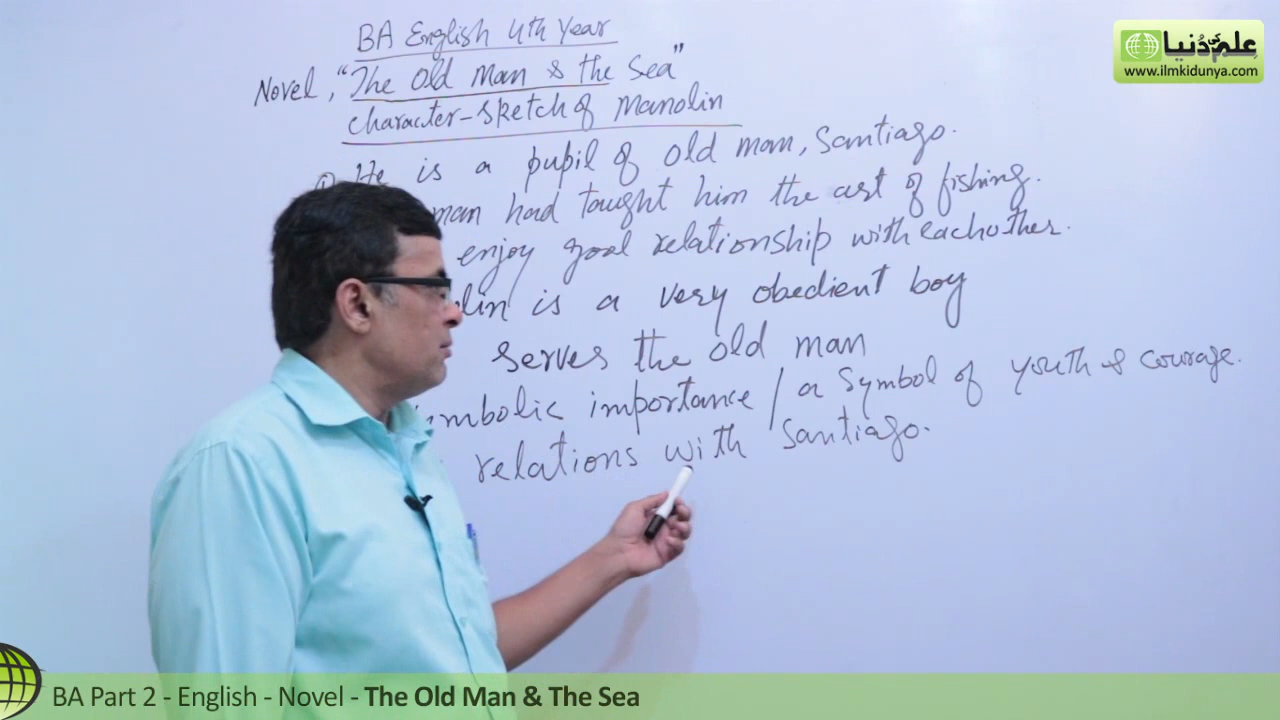 BA English 4th Year
Novel, "The Old Man & the Sea"
character-sketch of Manolin
① He is a pupil of old man, Santiago.
man had taught him the art of fishing.
enjoy good relationship with eachother.
lin is a very obedient boy
serves the old man
mbolic importance / a symbol of youth & courage.
relations with Santiago.
علم کی دُنیا
www.ilmkidunya.com
BA Part 2 - English - Novel - The Old Man & The Sea